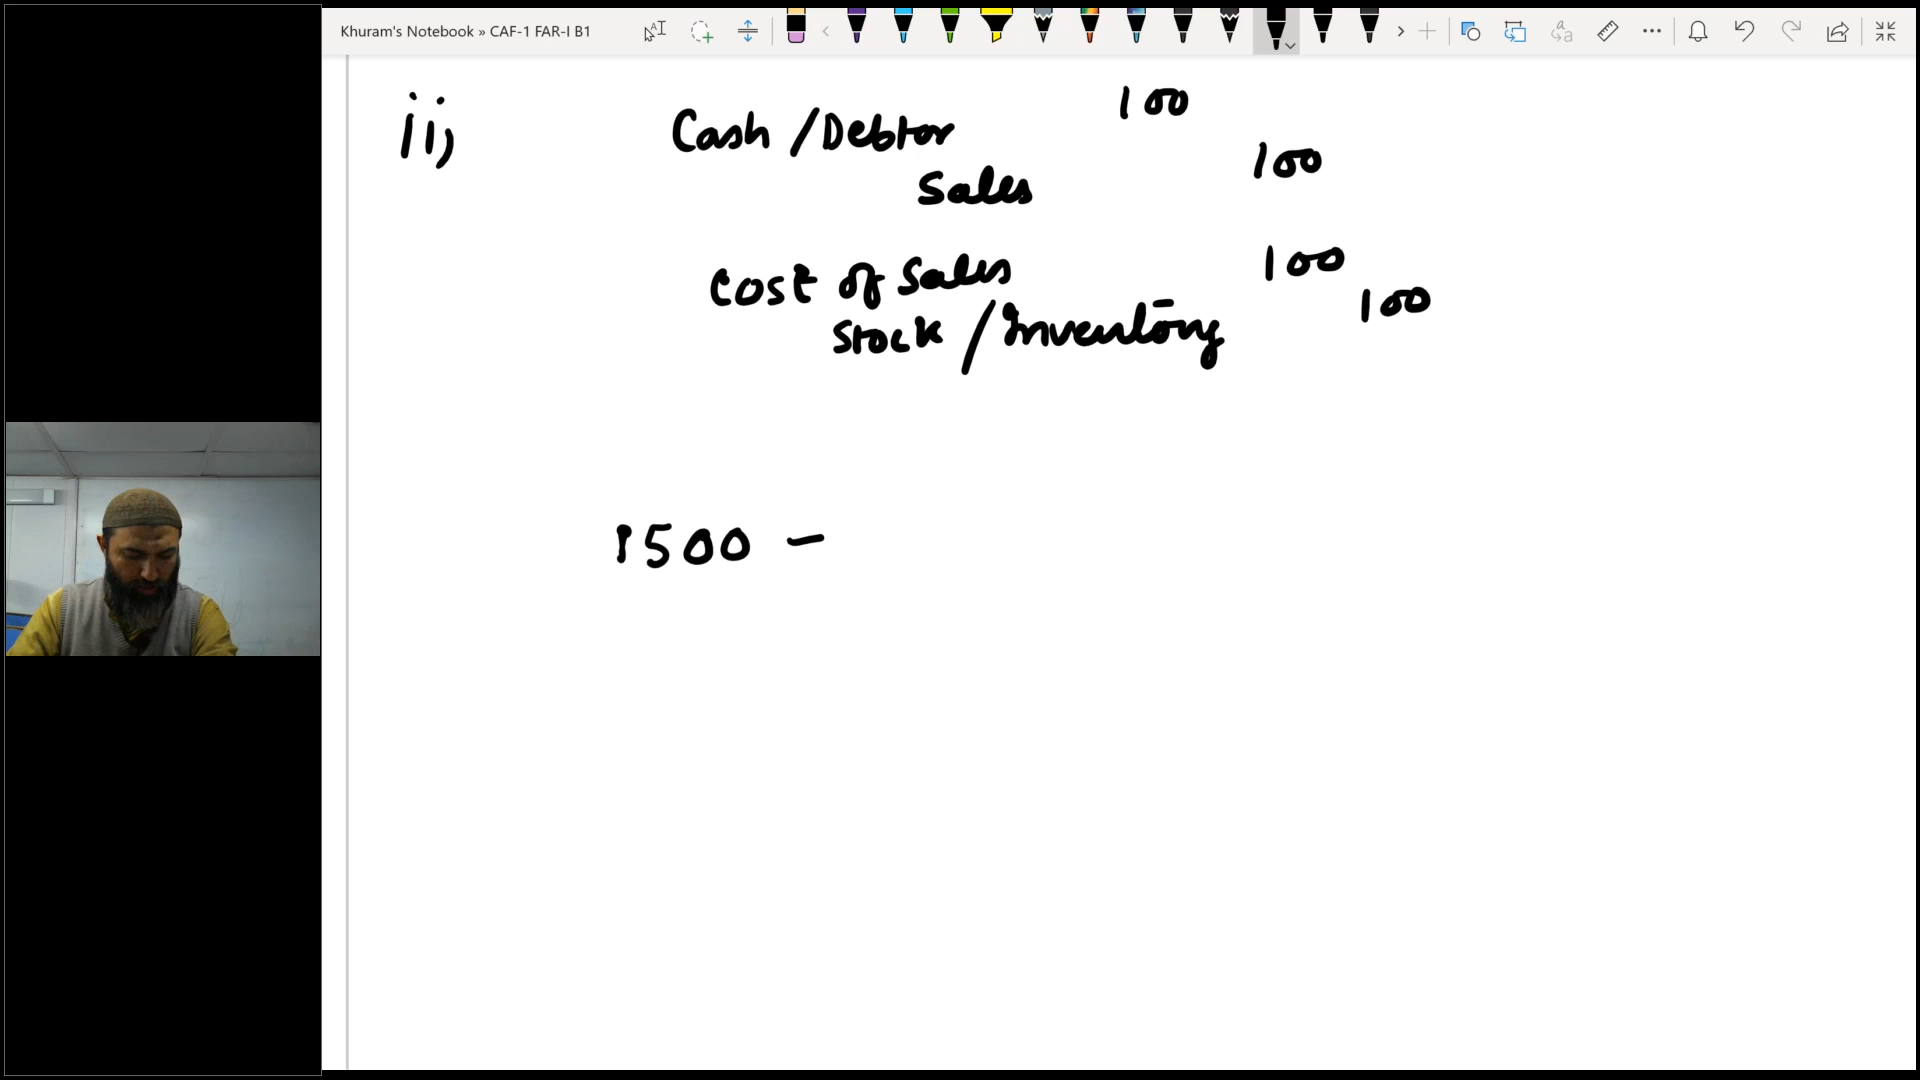 Khuram's Notebook » CAF-1 FAR-I B1
ii, Cash / Debtor 100
Sales 100
Cost of Sales 100
Stock / Inventory 100
1500 –